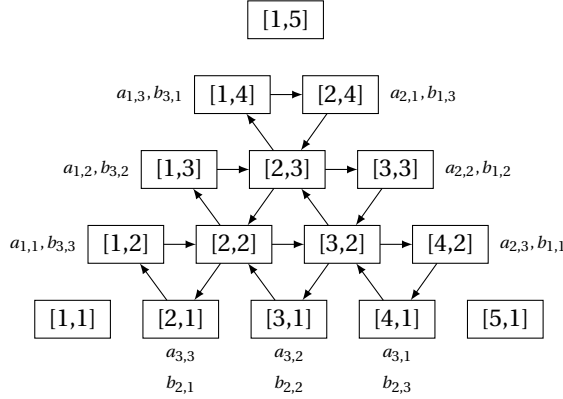 [1,5]
a1,3, b3,1 [1,4] [2,4] a2,1, b1,3
a1,2, b3,2 [1,3] [2,3] [3,3] a2,2, b1,2
a1,1, b3,3 [1,2] [2,2] [3,2] [4,2] a2,3, b1,1
[1,1] [2,1] [3,1] [4,1] [5,1]
a3,3 a3,2 a3,1
b2,1 b2,2 b2,3